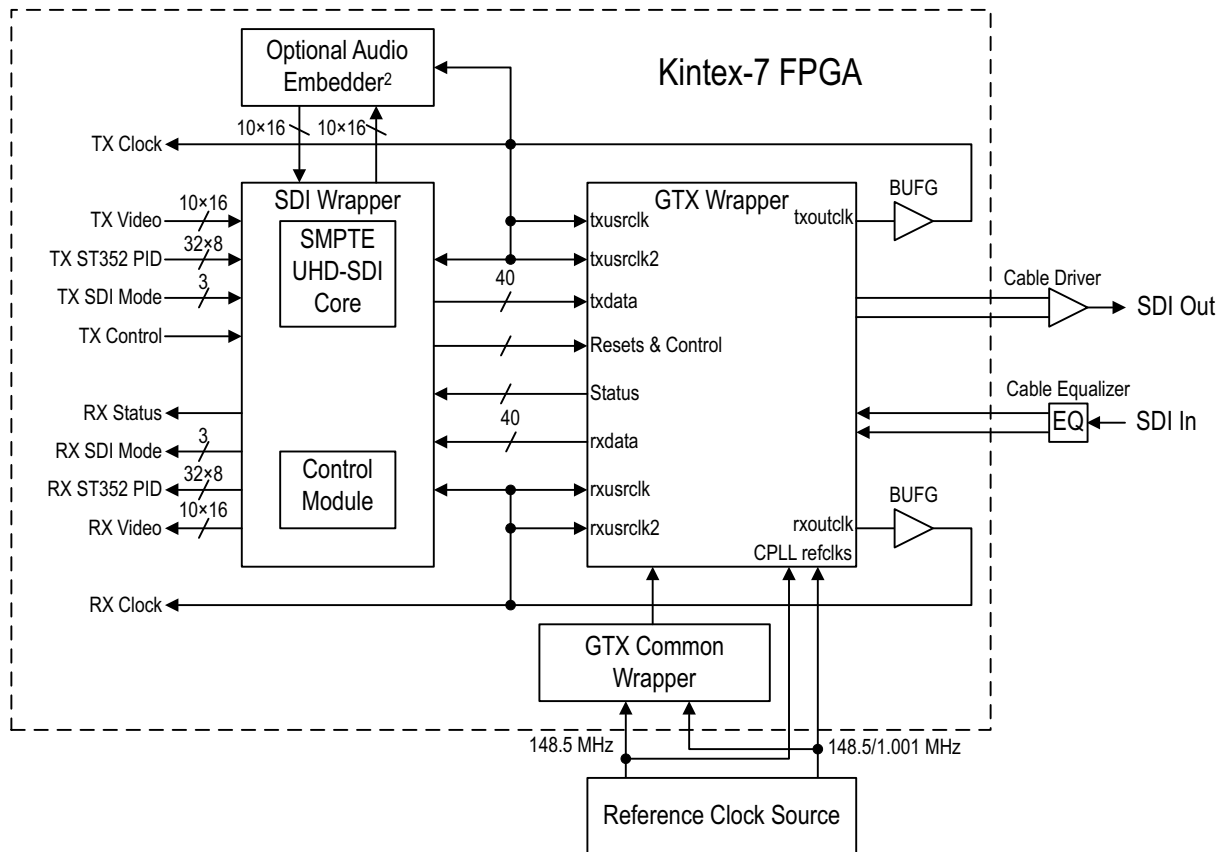 Optional Audio
Embedder²
Kintex-7 FPGA
10×16
10×16
TX Clock
SDI Wrapper
GTX Wrapper
BUFG
TX Video
10×16
txusrclk
txoutclk
SMPTE
UHD-SDI
Core
TX ST352 PID
32×8
txusrclk2
40
Cable Driver
TX SDI Mode
3
txdata
SDI Out
TX Control
Resets & Control
Status
Cable Equalizer
RX Status
40
EQ
SDI In
RX SDI Mode
3
rxdata
Control
Module
RX ST352 PID
32×8
rxusrclk
BUFG
RX Video
10×16
rxusrclk2
rxoutclk
CPLL refclks
RX Clock
GTX Common
Wrapper
148.5 MHz
148.5/1.001 MHz
Reference Clock Source